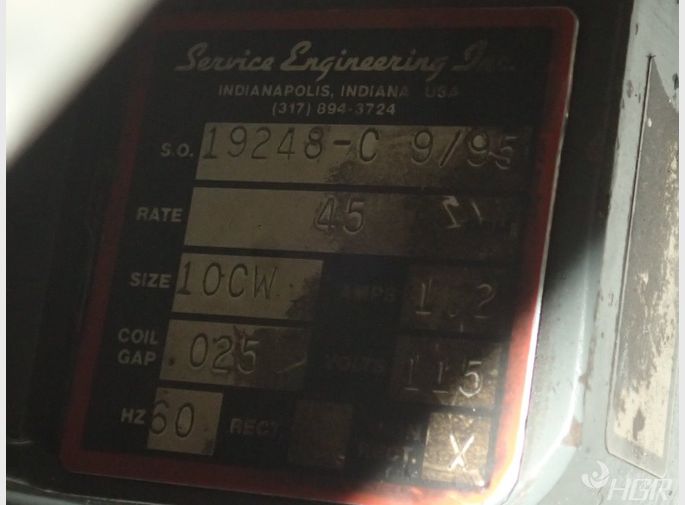 Service Engineering Inc.
INDIANAPOLIS, INDIANA USA
(317) 894-3724
S.O. 19248-C 9/95
RATE 45
SIZE 10CW AMPS
COIL GAP .025 VOLTS 115
HZ 60 RECT. X
HGR